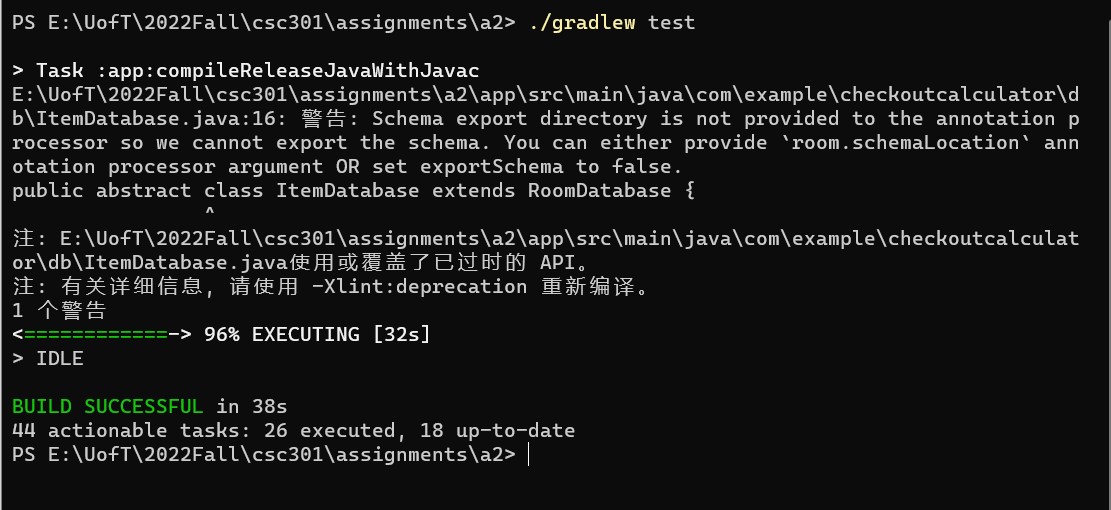 PS E:\UofT\2022Fall\csc301\assignments\a2> ./gradlew test
> Task :app:compileReleaseJavaWithJavac
E:\UofT\2022Fall\csc301\assignments\a2\app\src\main\java\com\example\checkoutcalculator\d
b\ItemDatabase.java:16: 警告: Schema export directory is not provided to the annotation p
rocessor so we cannot export the schema. You can either provide `room.schemaLocation` ann
otation processor argument OR set exportSchema to false.
public abstract class ItemDatabase extends RoomDatabase {
^
注: E:\UofT\2022Fall\csc301\assignments\a2\app\src\main\java\com\example\checkoutcalculat
or\db\ItemDatabase.java使用或覆盖了已过时的 API。
注: 有关详细信息, 请使用 -Xlint:deprecation 重新编译。
1 个警告
<============-> 96% EXECUTING [32s]
> IDLE
BUILD SUCCESSFUL in 38s
44 actionable tasks: 26 executed, 18 up-to-date
PS E:\UofT\2022Fall\csc301\assignments\a2>